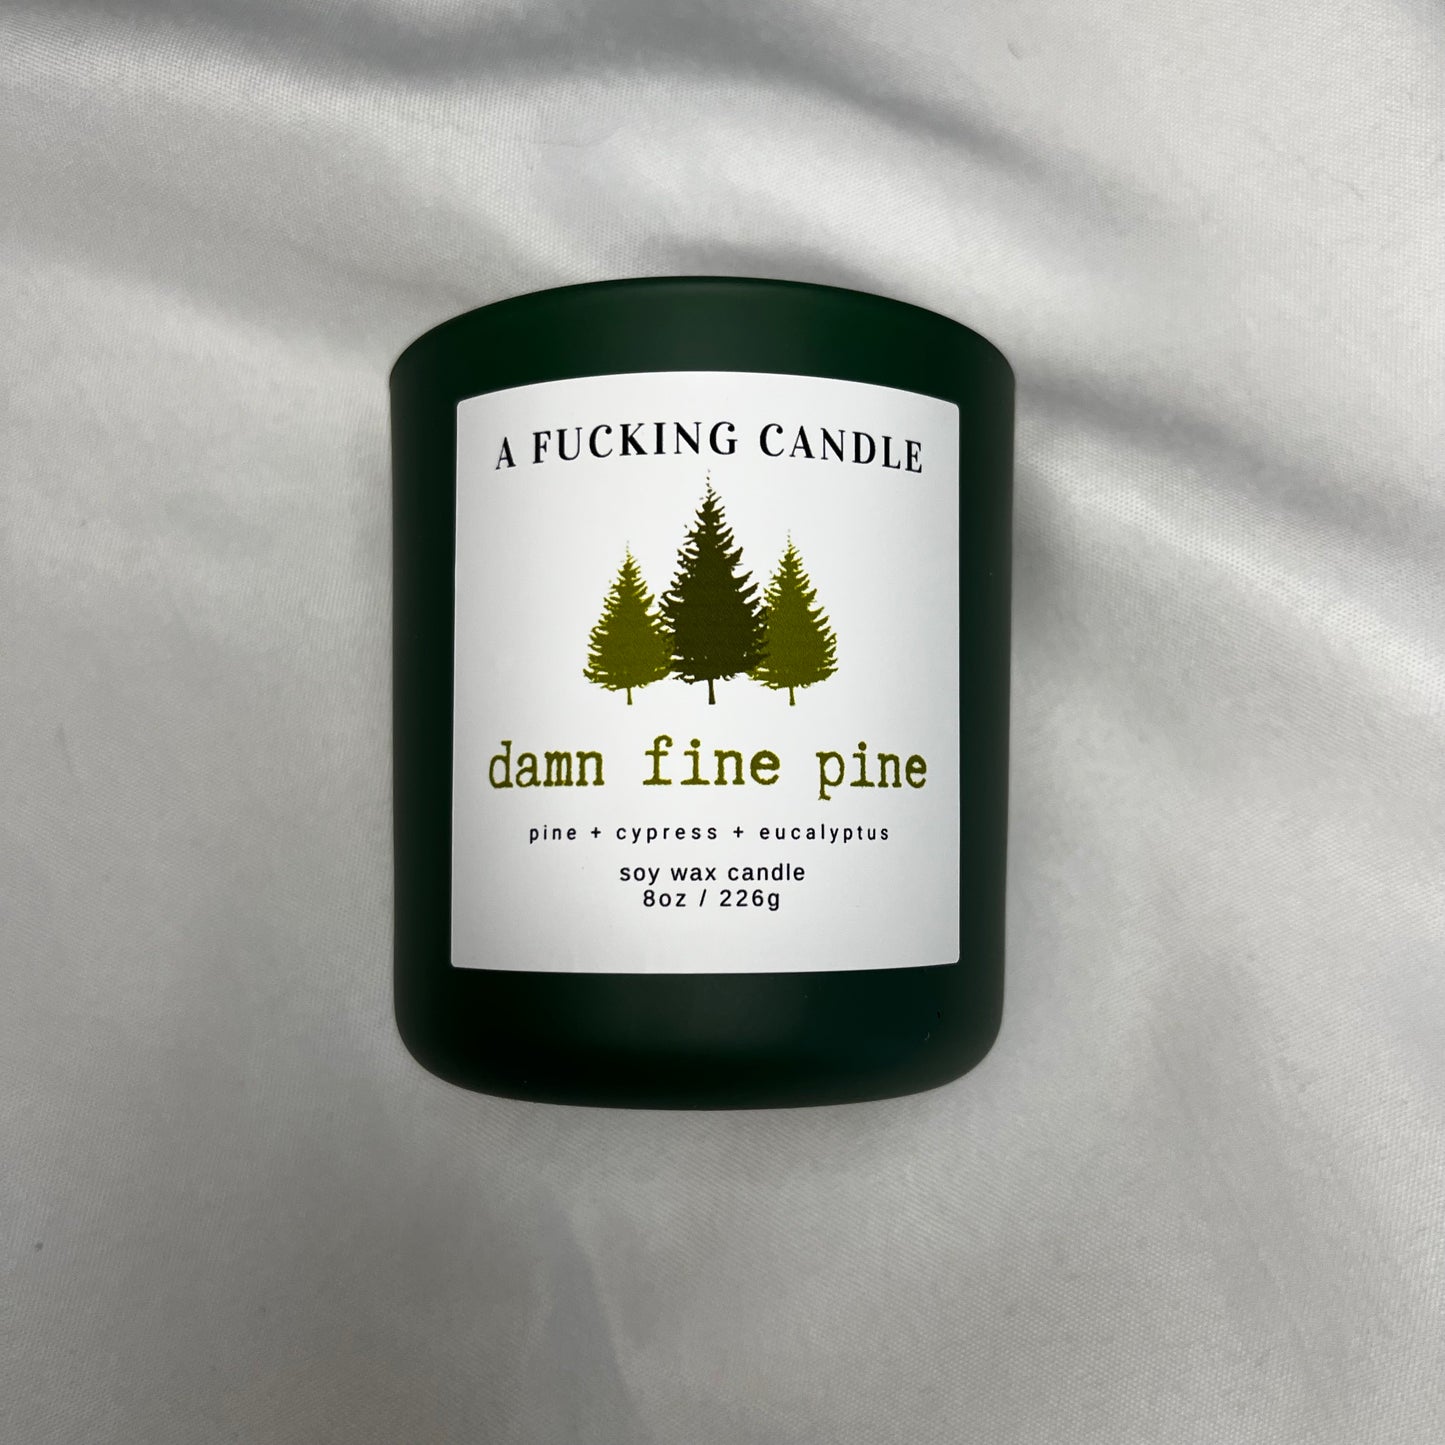 A FUCKING CANDLE
damn fine pine
pine + cypress + eucalyptus
soy wax candle
8oz / 226g